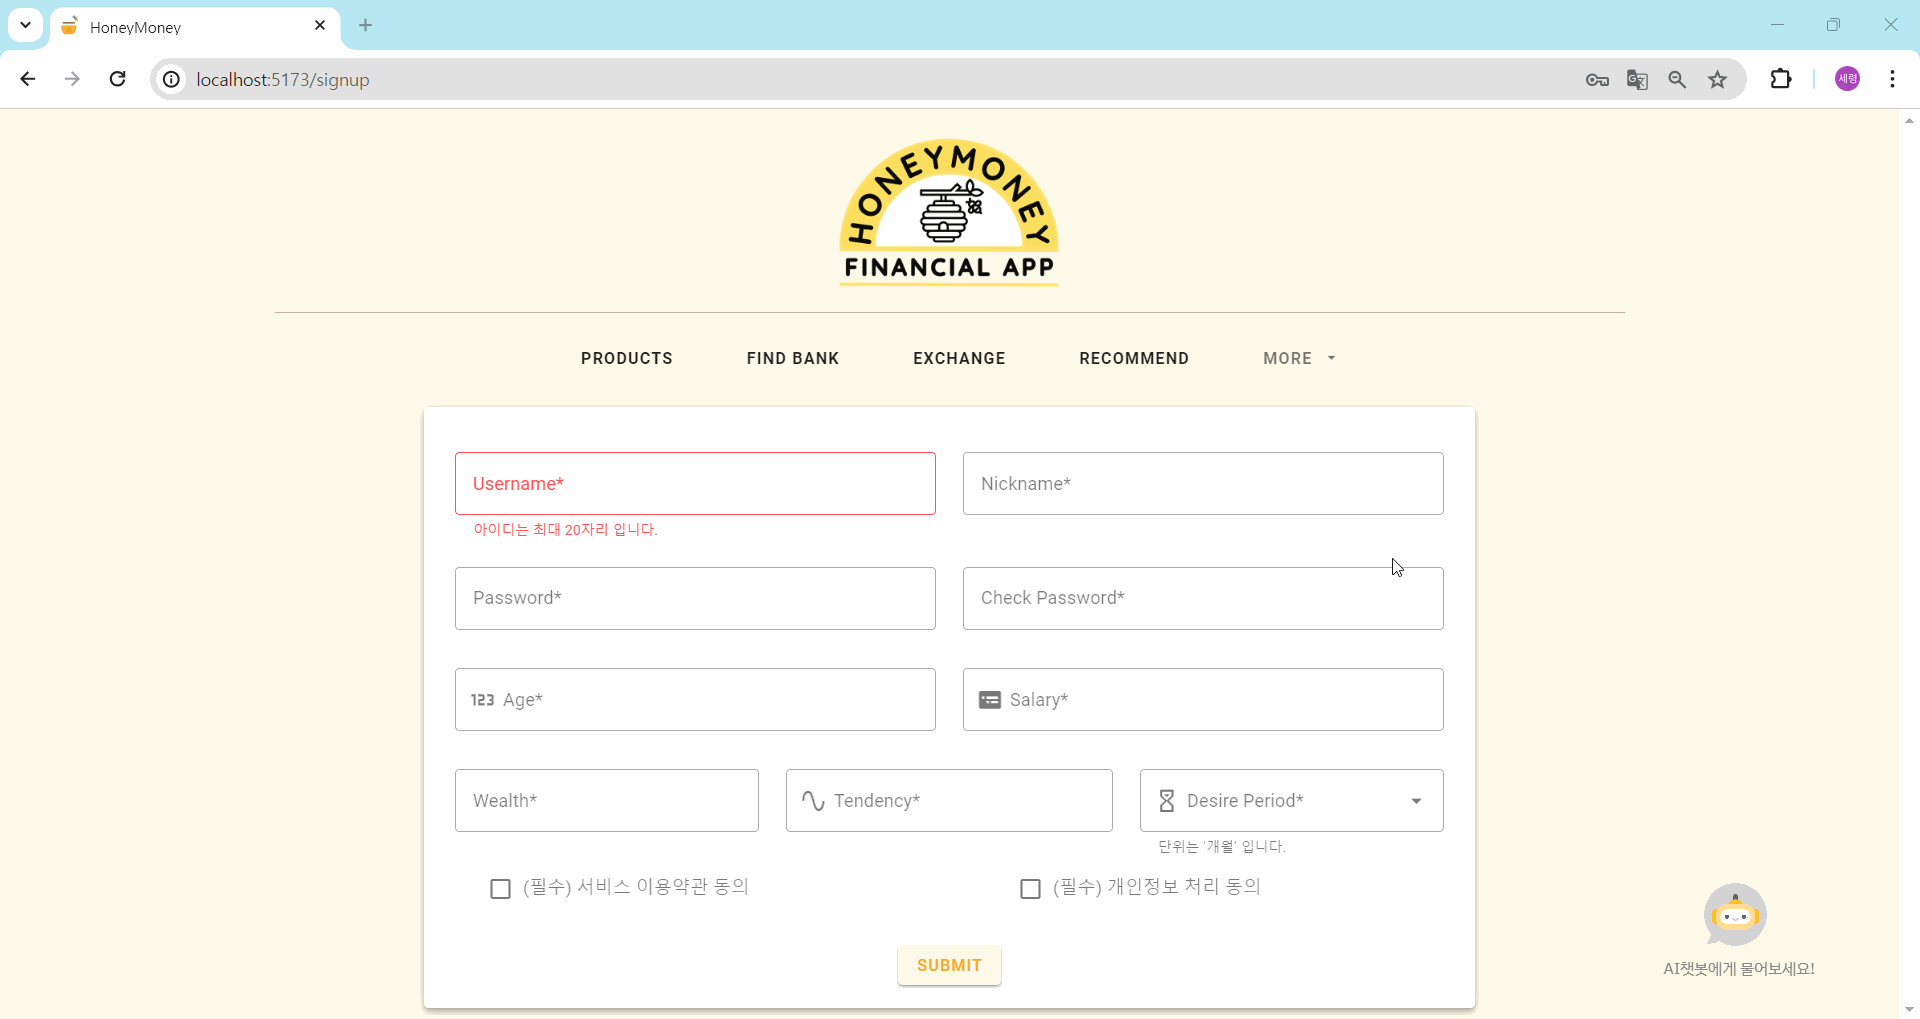 HoneyMoney
localhost:5173/signup
세령
HONEYMONEY
FINANCIAL APP
PRODUCTS FIND BANK EXCHANGE RECOMMEND MORE
Username* Nickname*
아이디는 최대 20자리 입니다.
Password* Check Password*
123 Age* Salary*
Wealth* Tendency* Desire Period*
단위는 '개월' 입니다.
(필수) 서비스 이용약관 동의 (필수) 개인정보 처리 동의
SUBMIT
AI챗봇에게 물어보세요!